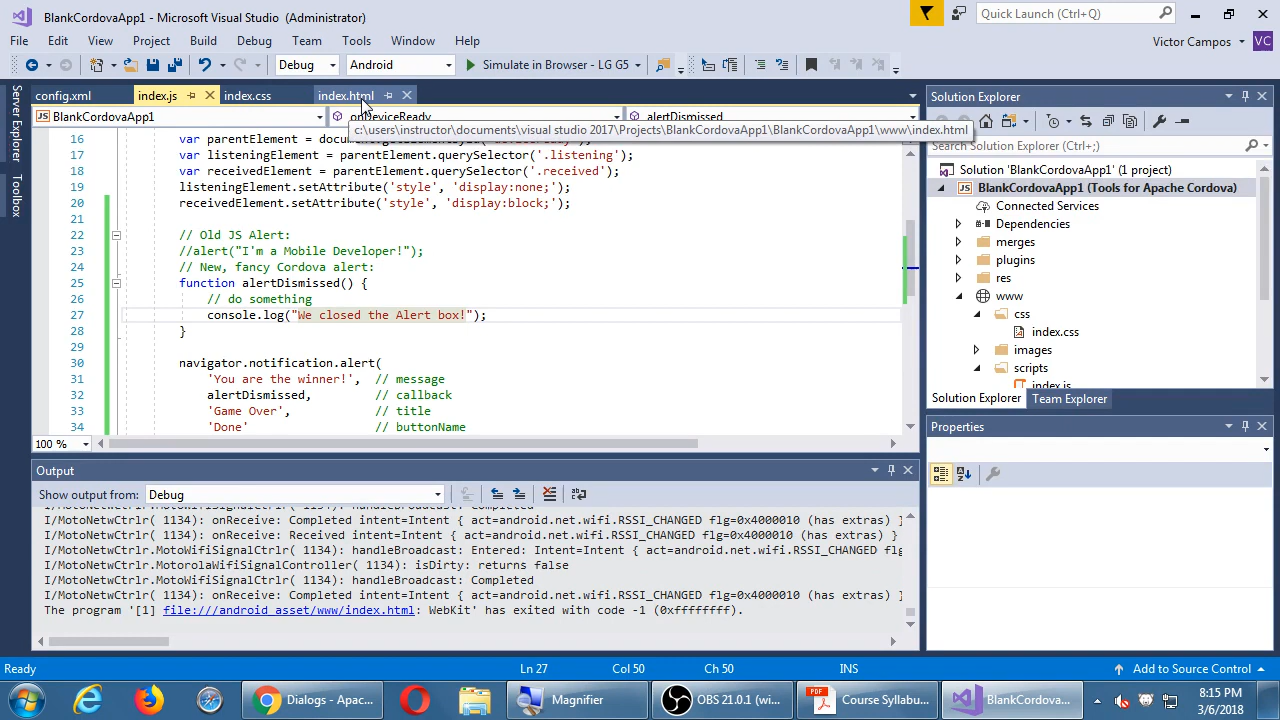 BlankCordovaApp1 - Microsoft Visual Studio (Administrator)
Quick Launch (Ctrl+Q)
File Edit View Project Build Debug Team Tools Window Help
Victor Campos VC
Debug Android Simulate in Browser - LG G5
config.xml index.js index.css index.html
BlankCordovaApp1 onDeviceReady alertDismissed
c:\users\instructor\documents\visual studio 2017\Projects\BlankCordovaApp1\BlankCordovaApp1\www\index.html
17 var listeningElement = parentElement.querySelector('.listening');
18 var receivedElement = parentElement.querySelector('.received');
19 listeningElement.setAttribute('style', 'display:none;');
20 receivedElement.setAttribute('style', 'display:block;');
21
22 // Old JS Alert:
23 //alert("I'm a Mobile Developer!");
24 // New, fancy Cordova alert:
25 function alertDismissed() {
26 // do something
27 console.log("We closed the Alert box!");
28 }
29
30 navigator.notification.alert(
31 'You are the winner!', // message
32 alertDismissed, // callback
33 'Game Over', // title
34 'Done' // buttonName
100 %
Server Explorer
Toolbox
Solution Explorer
Search Solution Explorer (Ctrl+;)
Solution 'BlankCordovaApp1' (1 project)
BlankCordovaApp1 (Tools for Apache Cordova)
Connected Services
Dependencies
merges
plugins
res
www
css
index.css
images
scripts
index.js
Solution Explorer Team Explorer
Properties
Output
Show output from: Debug
I/MotoNetwCtrlr( 1134): onReceive: Completed intent=Intent { act=android.net.wifi.RSSI_CHANGED flg=0x4000010 (has extras) }
I/MotoNetwCtrlr( 1134): onReceive: Received intent=Intent { act=android.net.wifi.RSSI_CHANGED flg=0x4000010 (has extras) }
I/MotoNetwCtrlr.MotoWifiSignalCtrlr ( 1134): handleBroadcast: Entered: Intent=Intent { act=android.net.wifi.RSSI_CHANGED flg
I/MotoNetwCtrlr.MotorolaWifiSignalController( 1134): isDirty: returns false
I/MotoNetwCtrlr.MotoWifiSignalCtrlr ( 1134): handleBroadcast: Completed
I/MotoNetwCtrlr( 1134): onReceive: Completed intent=Intent { act=android.net.wifi.RSSI_CHANGED flg=0x4000010 (has extras) }
The program '[1] file:///android_asset/www/index.html: WebKit' has exited with code -1 (0xffffffff).
Ready Ln 27 Col 50 Ch 50 INS Add to Source Control
Dialogs - Apac... Magnifier OBS 21.0.1 (wi... Course Syllabu... BlankCordova...
8:15 PM
3/6/2018